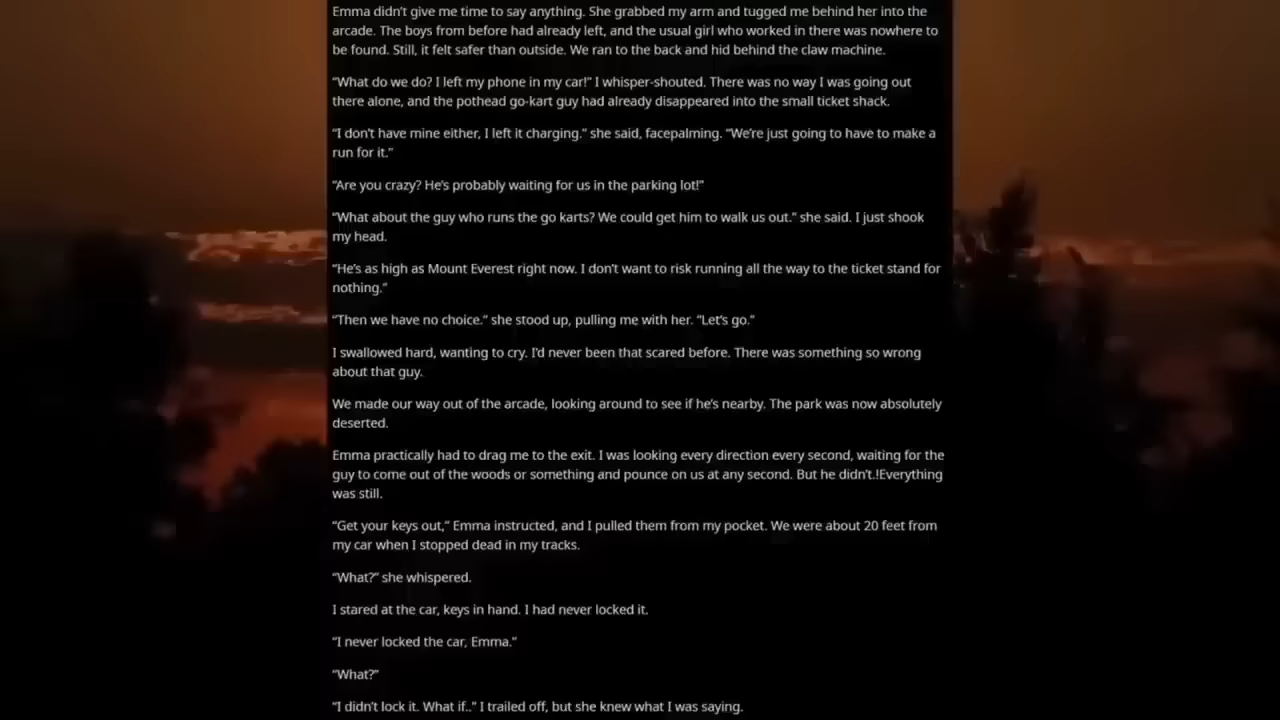 Emma didn't give me time to say anything. She grabbed my arm and tugged me behind her into the
arcade. The boys from before had already left, and the usual girl who worked in there was nowhere to
be found. Still, it felt safer than outside. We ran to the back and hid behind the claw machine.
“What do we do? I left my phone in my car!” I whisper-shouted. There was no way I was going out
there alone, and the pothead go-kart guy had already disappeared into the small ticket shack.
“I don't have mine either, I left it charging.” she said, facepalming. “We're just going to have to make a
run for it.”
“Are you crazy? He's probably waiting for us in the parking lot!”
“What about the guy who runs the go karts? We could get him to walk us out.” she said. I just shook
my head.
“He's as high as Mount Everest right now. I don't want to risk running all the way to the ticket stand for
nothing.”
“Then we have no choice.” she stood up, pulling me with her. “Let's go.”
I swallowed hard, wanting to cry. I'd never been that scared before. There was something so wrong
about that guy.
We made our way out of the arcade, looking around to see if he's nearby. The park was now absolutely
deserted.
Emma practically had to drag me to the exit. I was looking every direction every second, waiting for the
guy to come out of the woods or something and pounce on us at any second. But he didn't.!Everything
was still.
“Get your keys out,” Emma instructed, and I pulled them from my pocket. We were about 20 feet from
my car when I stopped dead in my tracks.
“What?” she whispered.
I stared at the car, keys in hand. I had never locked it.
“I never locked the car, Emma.”
“What?”
“I didn't lock it. What if..” I trailed off, but she knew what I was saying.